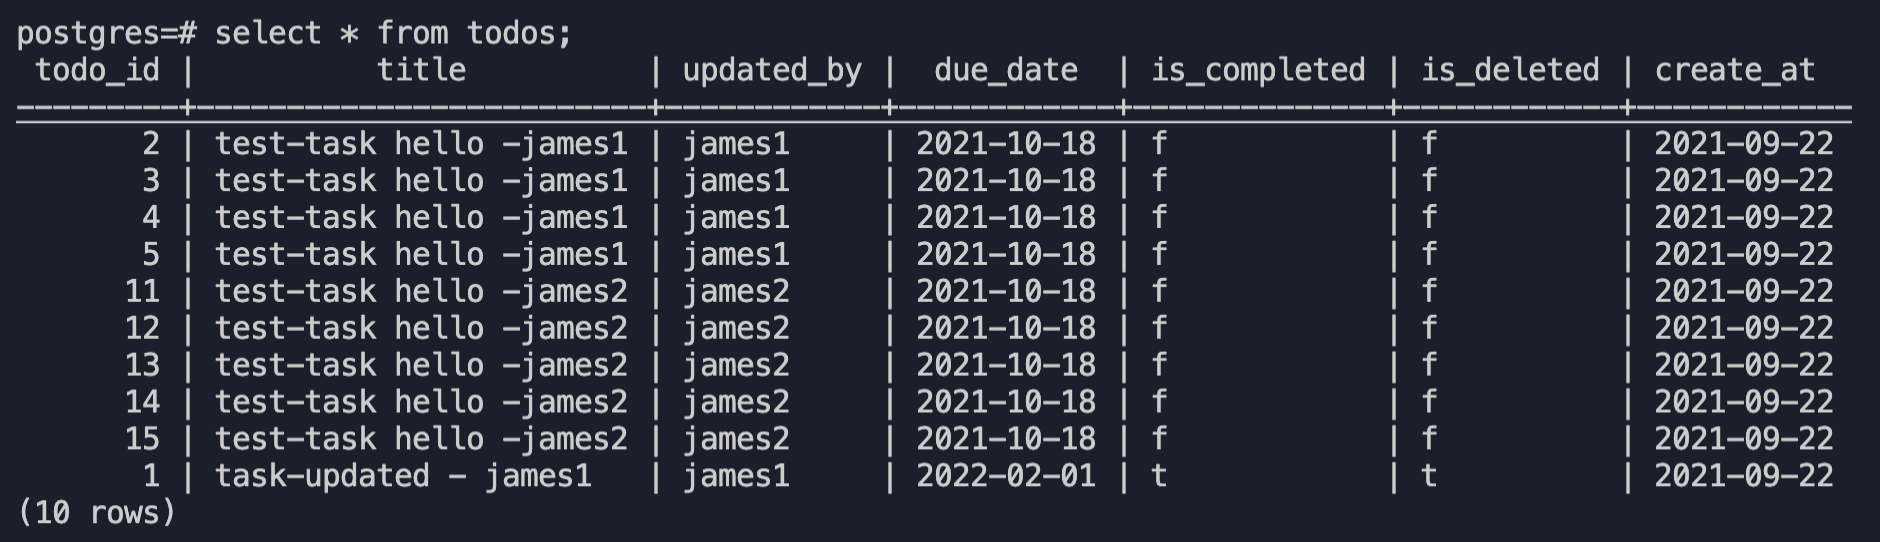 postgres=# select * from todos;
 todo_id |          title          | updated_by |  due_date  | is_completed | is_deleted | create_at
---------+-------------------------+------------+------------+--------------+------------+------------
       2 | test-task hello -james1 | james1     | 2021-10-18 | f            | f          | 2021-09-22
       3 | test-task hello -james1 | james1     | 2021-10-18 | f            | f          | 2021-09-22
       4 | test-task hello -james1 | james1     | 2021-10-18 | f            | f          | 2021-09-22
       5 | test-task hello -james1 | james1     | 2021-10-18 | f            | f          | 2021-09-22
      11 | test-task hello -james2 | james2     | 2021-10-18 | f            | f          | 2021-09-22
      12 | test-task hello -james2 | james2     | 2021-10-18 | f            | f          | 2021-09-22
      13 | test-task hello -james2 | james2     | 2021-10-18 | f            | f          | 2021-09-22
      14 | test-task hello -james2 | james2     | 2021-10-18 | f            | f          | 2021-09-22
      15 | test-task hello -james2 | james2     | 2021-10-18 | f            | f          | 2021-09-22
       1 | task-updated - james1   | james1     | 2022-02-01 | t            | t          | 2021-09-22
(10 rows)